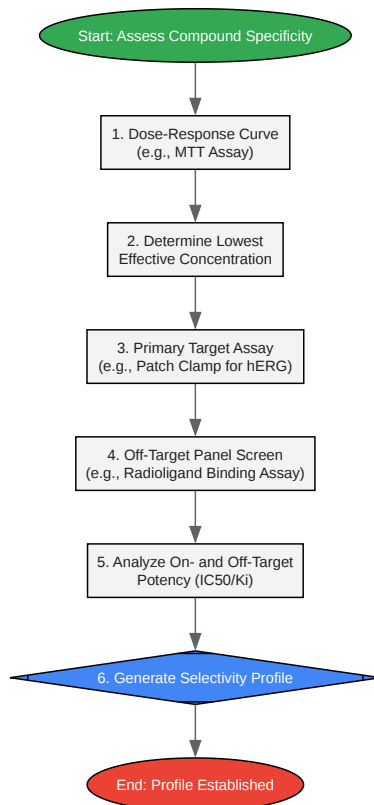 Start: Assess Compound Specificity
1. Dose-Response Curve
(e.g., MTT Assay)
2. Determine Lowest
Effective Concentration
3. Primary Target Assay
(e.g., Patch Clamp for hERG)
4. Off-Target Panel Screen
(e.g., Radioligand Binding Assay)
5. Analyze On- and Off-Target
Potency (IC50/Ki)
6. Generate Selectivity Profile
End: Profile Established